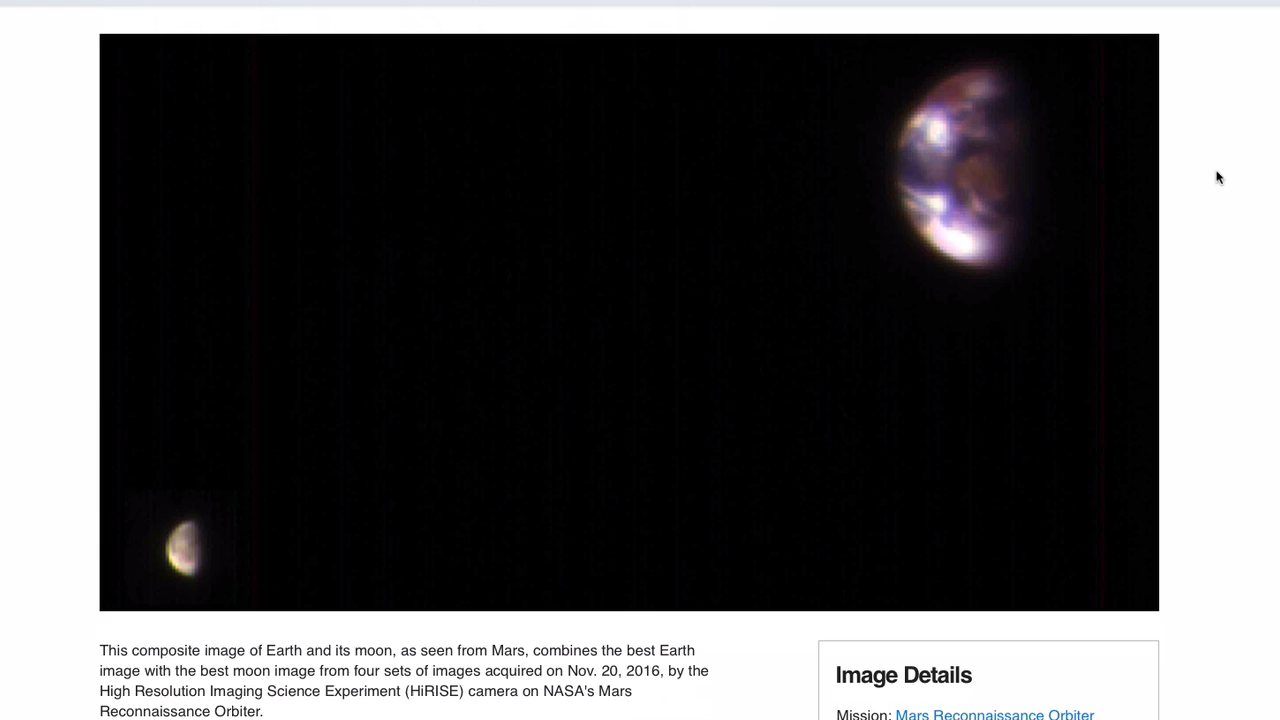 This composite image of Earth and its moon, as seen from Mars, combines the best Earth
image with the best moon image from four sets of images acquired on Nov. 20, 2016, by the
High Resolution Imaging Science Experiment (HiRISE) camera on NASA's Mars
Reconnaissance Orbiter.
Image Details
Mission: Mars Reconnaissance Orbiter